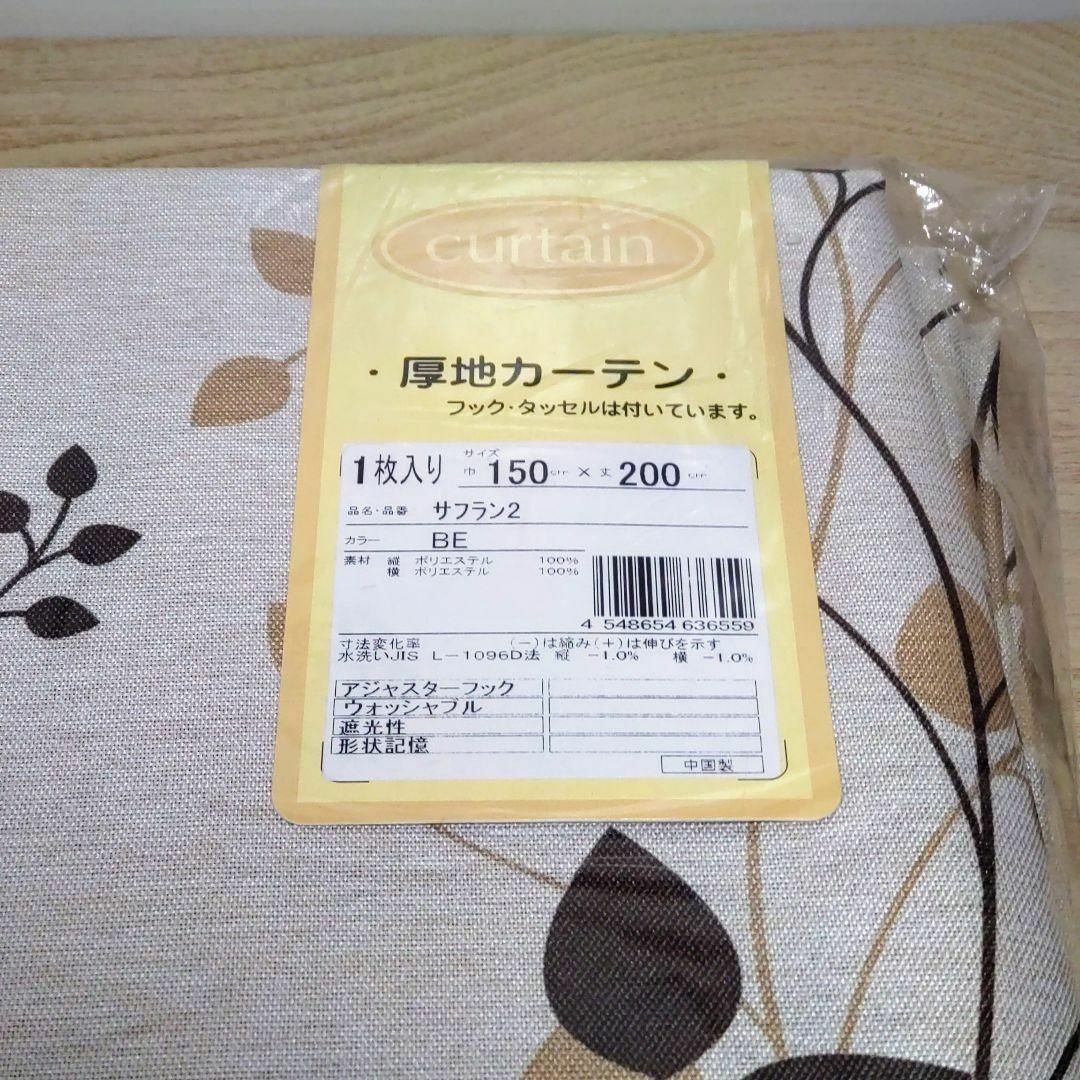 curtain
・厚地カーテン・
フック・タッセルは付いています。
1枚入り サイズ 巾 150cm × 丈 200cm
品名・品番 サフラン2
カラー BE
素材 縦 ポリエステル 100%
横 ポリエステル 100%
4 548654 636559
寸法変化率 (−)は縮み(+)は伸びを示す
水洗いJIS L−1096D法 縦 −1.0% 横 −1.0%
アジャスターフック
ウォッシャブル
遮光性
形状記憶
中国製